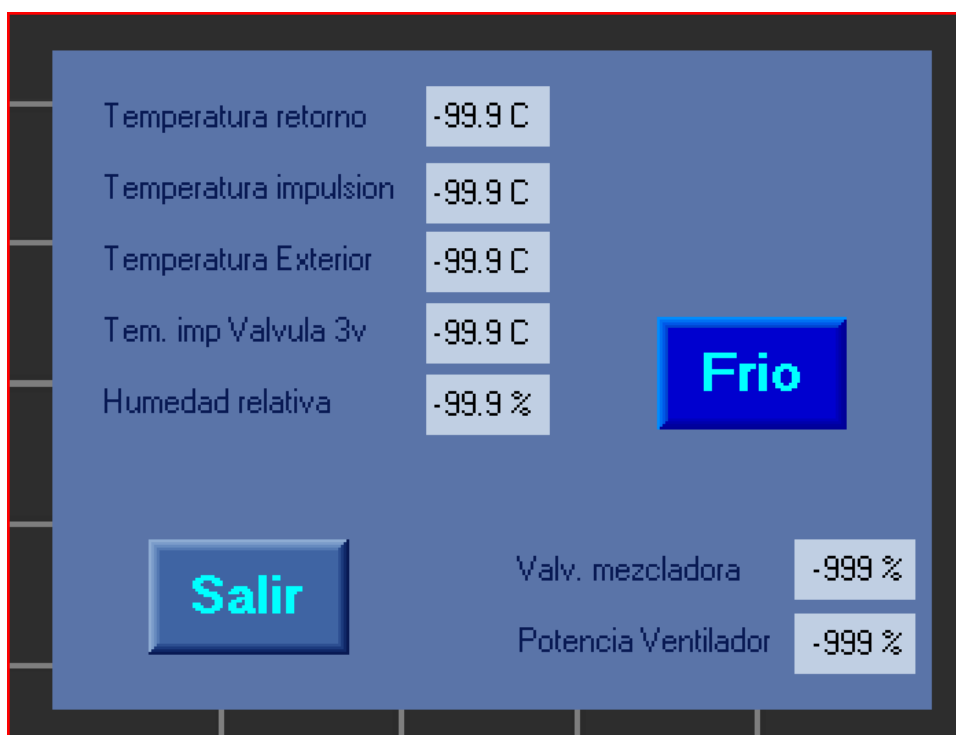 Temperatura retorno -99.9 C
Temperatura impulsion -99.9 C
Temperatura Exterior -99.9 C
Tem. imp Valvula 3v -99.9 C
Humedad relativa -99.9 %
Frio
Salir
Valv. mezcladora -999 %
Potencia Ventilador -999 %